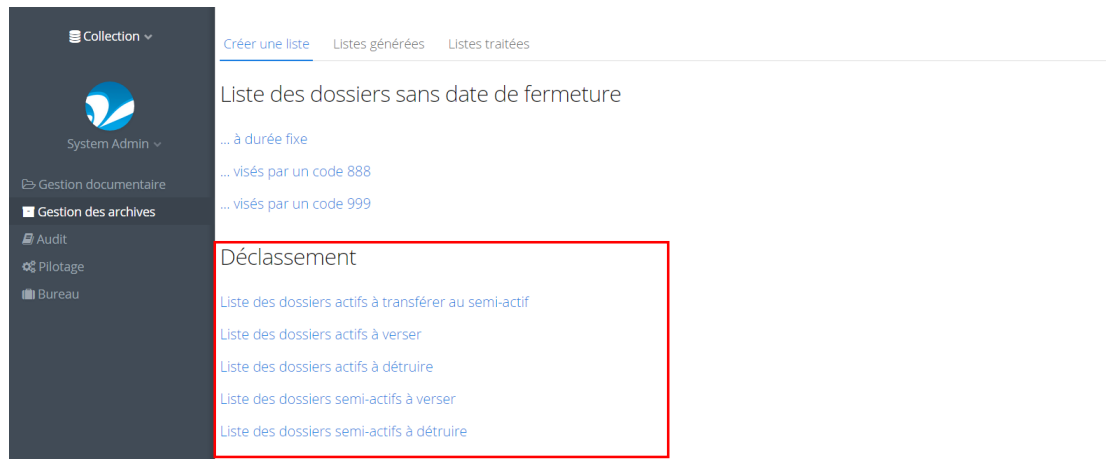 Collection
System Admin
Gestion documentaire
Gestion des archives
Audit
Pilotage
Bureau
Créer une liste Listes générées Listes traitées
Liste des dossiers sans date de fermeture
... à durée fixe
... visés par un code 888
... visés par un code 999
Déclassement
Liste des dossiers actifs à transférer au semi-actif
Liste des dossiers actifs à verser
Liste des dossiers actifs à détruire
Liste des dossiers semi-actifs à verser
Liste des dossiers semi-actifs à détruire